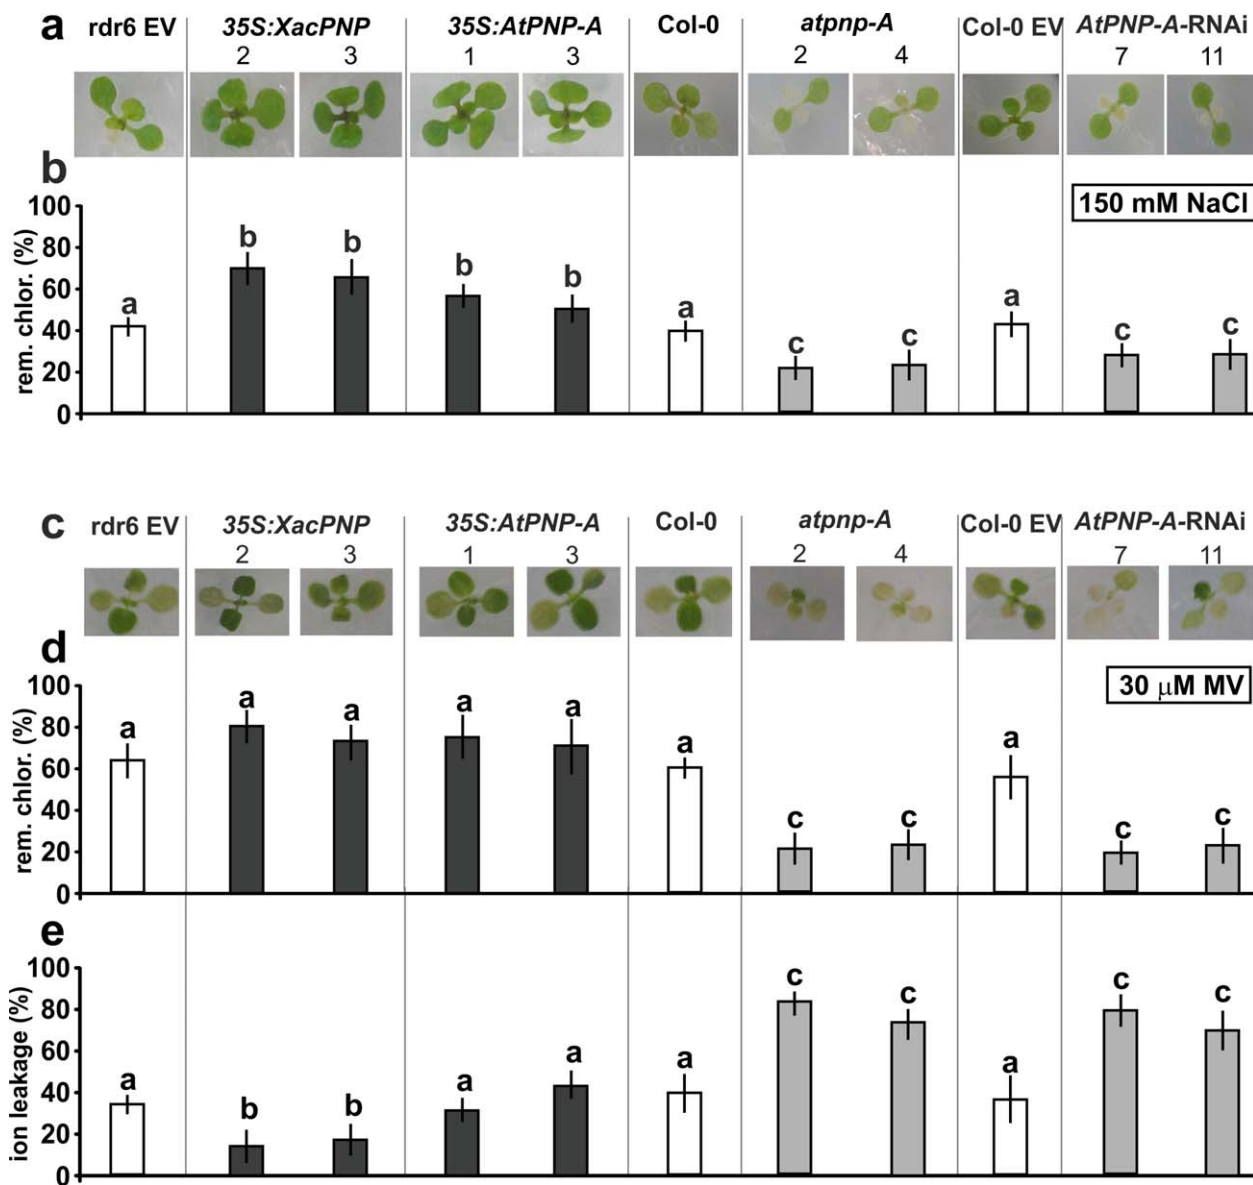 a rdr6 EV 35S:XacPNP 35S:AtPNP-A Col-0 atpnp-A Col-0 EV AtPNP-A-RNAi
2 3 1 3 2 4 7 11
b
150 mM NaCl
rem. chlor. (%)
100
80
60
40
20
0
a b b b b a c c a c c
c rdr6 EV 35S:XacPNP 35S:AtPNP-A Col-0 atpnp-A Col-0 EV AtPNP-A-RNAi
2 3 1 3 2 4 7 11
d
30 μM MV
rem. chlor. (%)
100
80
60
40
20
0
a a a a a a c c a c c
e
ion leakage (%)
100
80
60
40
20
0
a b b a a a c c a c c